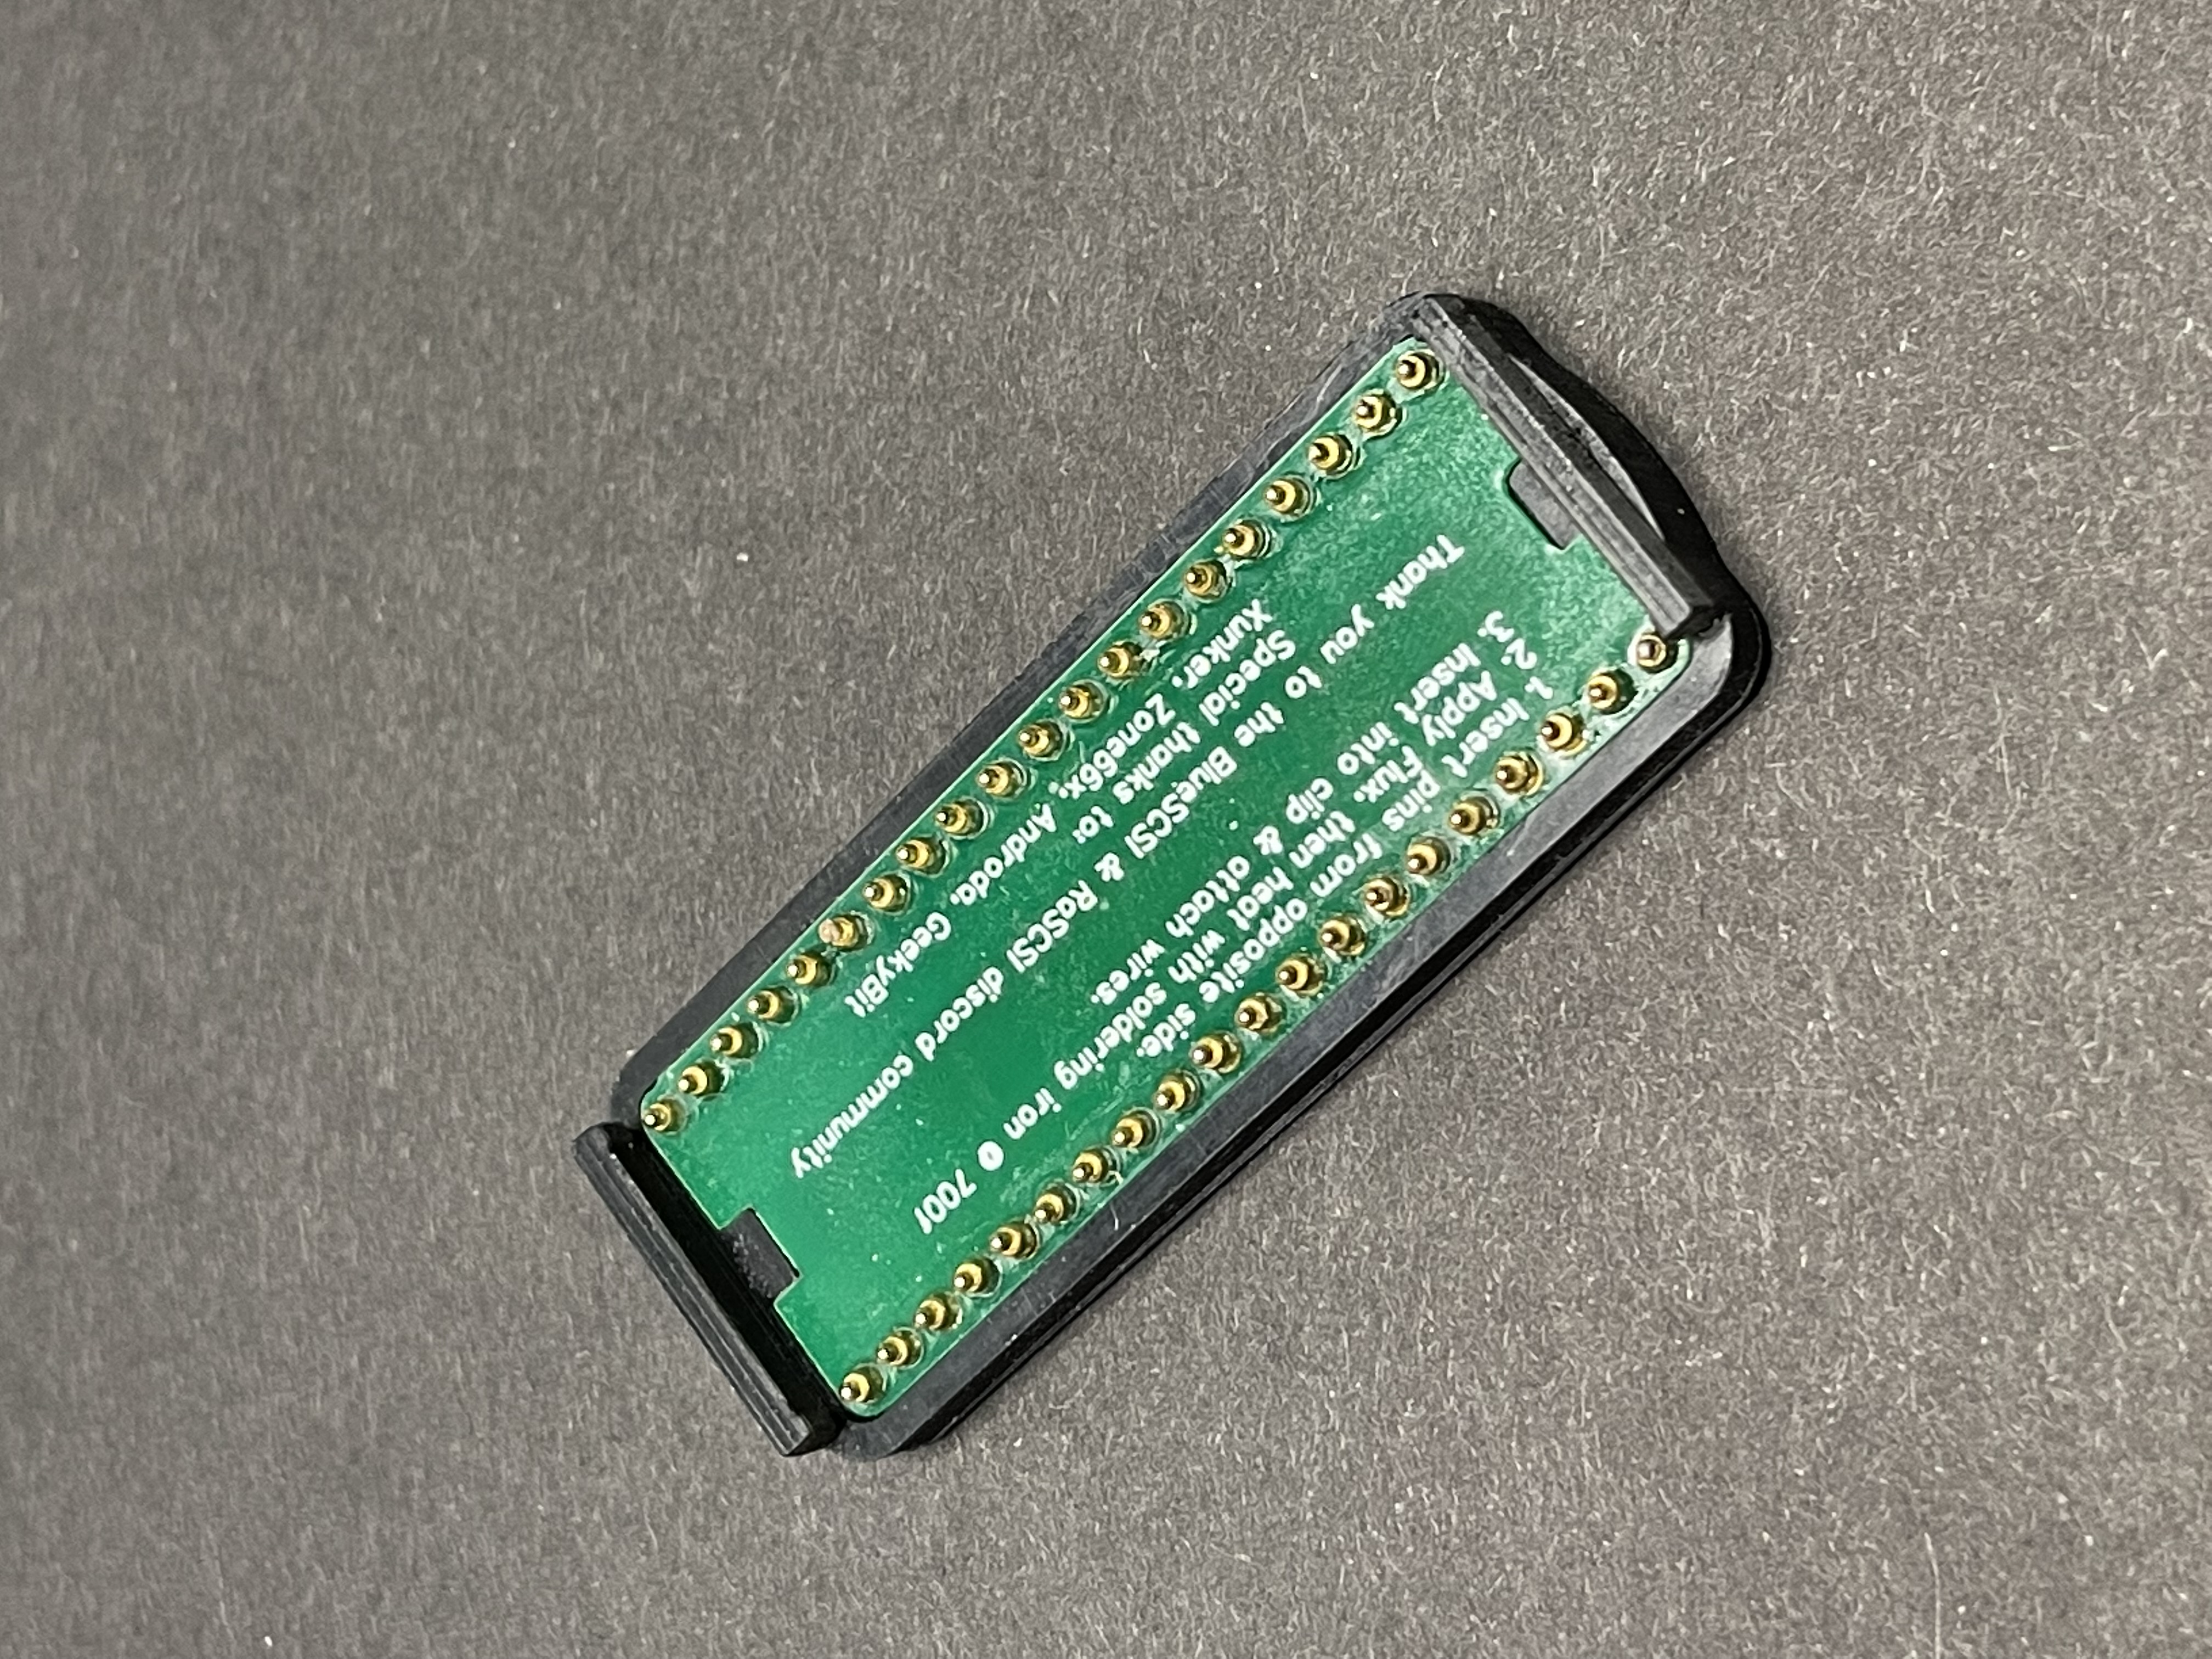 1. Insert pins from opposite side.
2. Apply Flux, then heat with soldering iron @ 700f
3. Insert into clip & attach wires.
Thank you to the BlueSCSI & RaSCSI discord community
Special thanks to:
Xunker, Zone66x, Androda, GeekyBit